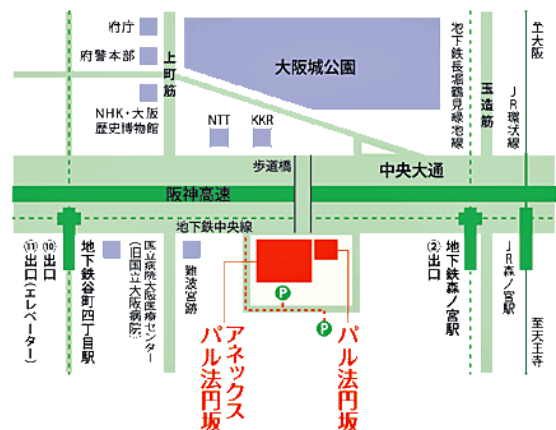 府庁
府警本部
NHK・大阪
歴史博物館
上町筋
大阪城公園
NTT
KKR
地下鉄長堀鶴見緑地線
玉造筋
JR環状線
至大阪
歩道橋
中央大通
阪神高速
地下鉄中央線
⑪出口(エレベーター)
⑩出口
地下鉄谷町四丁目駅
国立病院大阪医療センター
(旧国立大阪病院)
難波宮跡
P
P
パル法円坂
アネックス
パル法円坂
②出口
地下鉄森ノ宮駅
JR森ノ宮駅
至天王寺